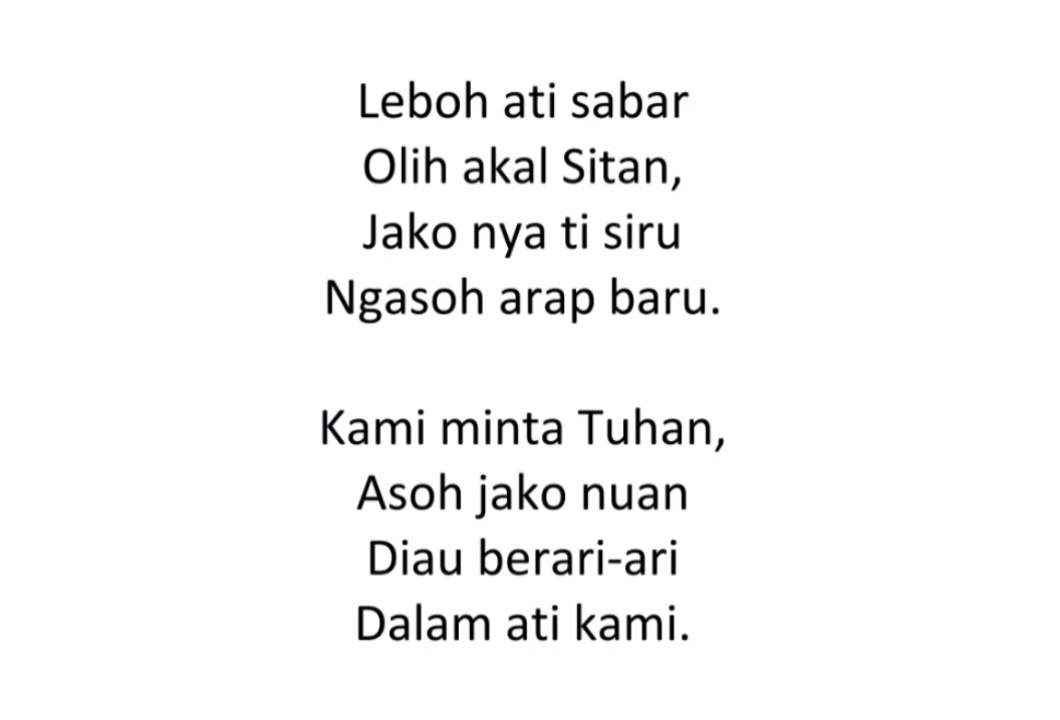 Leboh ati sabar
Olih akal Sitan,
Jako nya ti siru
Ngasoh arap baru.
Kami minta Tuhan,
Asoh jako nuan
Diau berari-ari
Dalam ati kami.